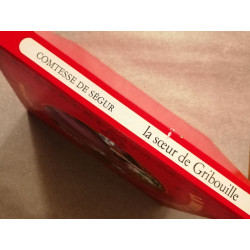 COMTESSE DE SÉGUR
la sœur de Gribouille